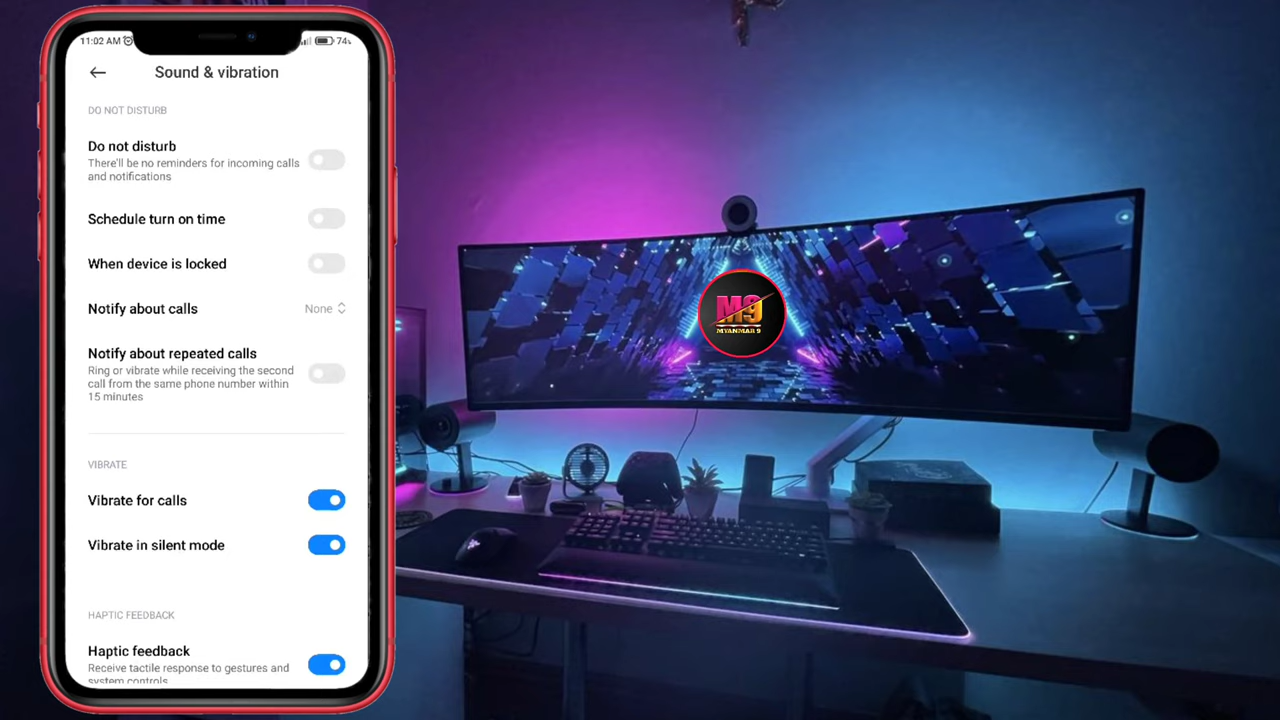 11:02 AM
74
Sound & vibration
DO NOT DISTURB
Do not disturb
There'll be no reminders for incoming calls
and notifications
Schedule turn on time
When device is locked
Notify about calls
None
Notify about repeated calls
Ring or vibrate while receiving the second
call from the same phone number within
15 minutes
VIBRATE
Vibrate for calls
Vibrate in silent mode
HAPTIC FEEDBACK
Haptic feedback
Receive tactile response to gestures and
system controls
M9
MYANMAR 9